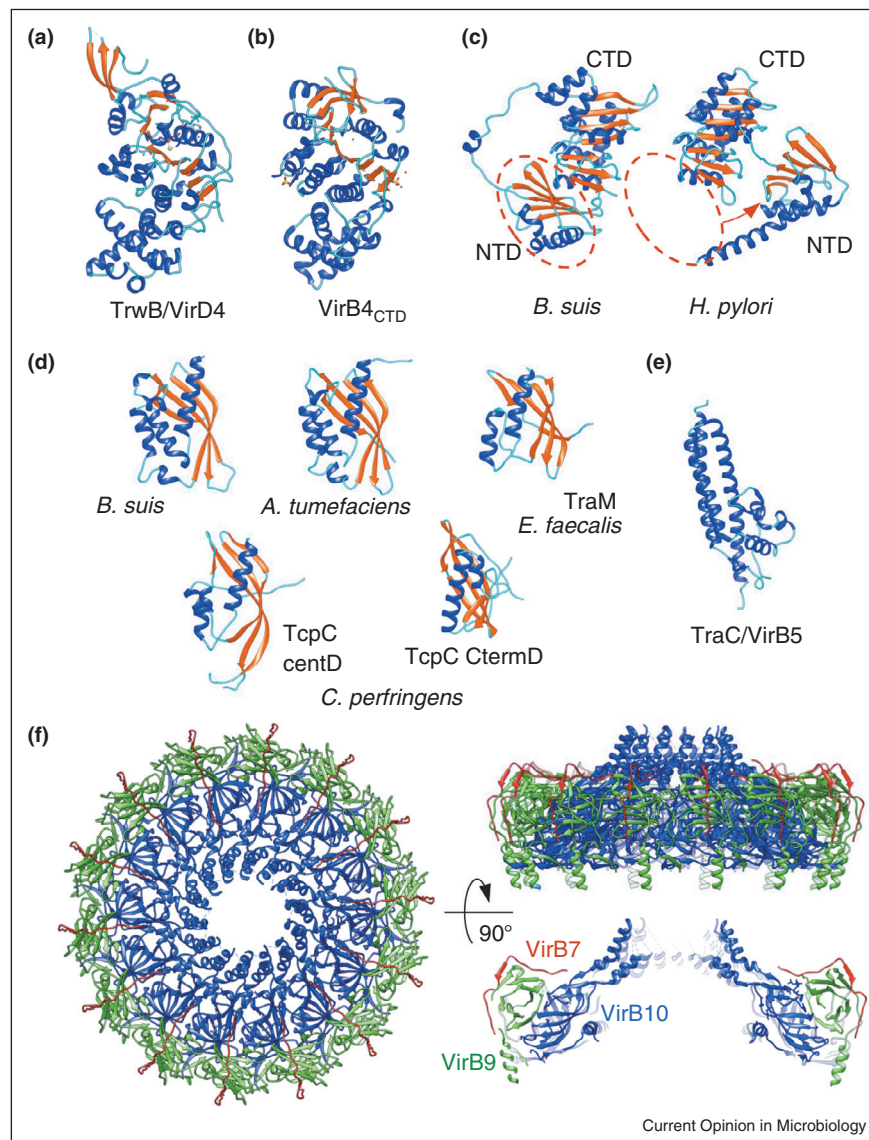 (a)
(b)
(c)
CTD
CTD
NTD
NTD
TrwB/VirD4
VirB4CTD
B. suis
H. pylori
(d)
(e)
B. suis
A. tumefaciens
TraM
E. faecalis
TcpC
centD
TcpC CtermD
C. perfringens
TraC/VirB5
(f)
90°
VirB7
VirB10
VirB9
Current Opinion in Microbiology